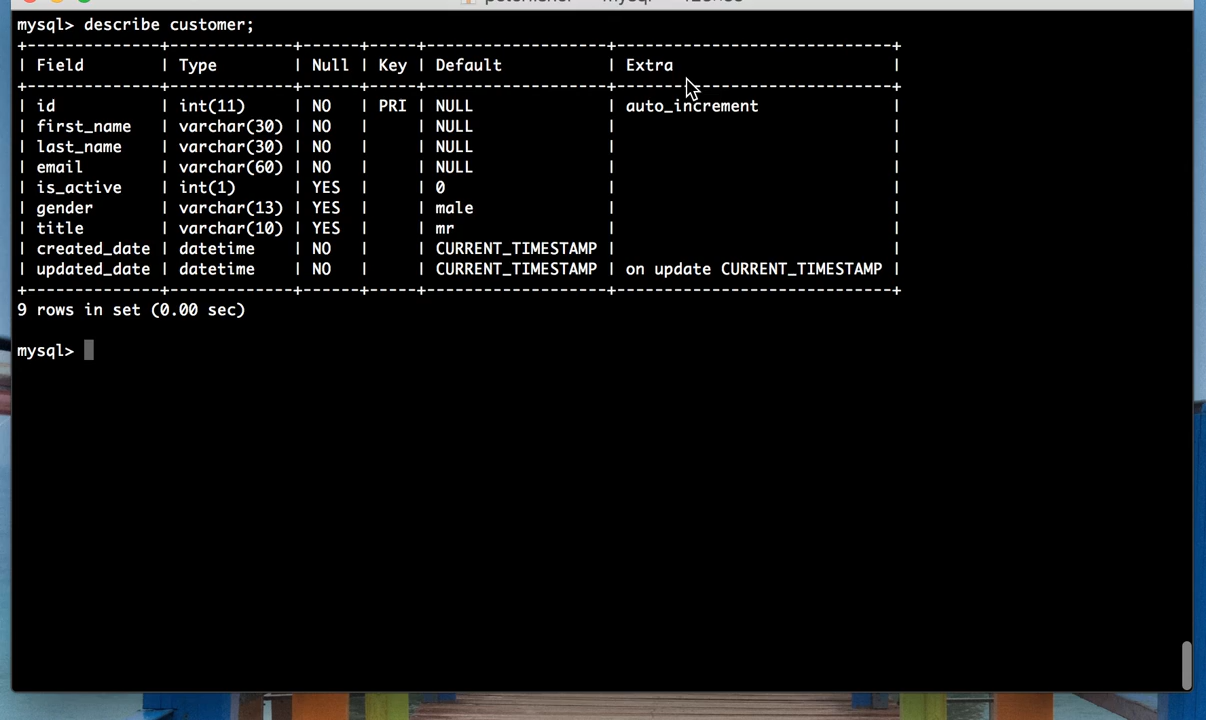 mysql> describe customer;
+--------------+-------------+------+-----+-------------------+-----------------------------+
| Field        | Type        | Null | Key | Default           | Extra                       |
+--------------+-------------+------+-----+-------------------+-----------------------------+
| id           | int(11)     | NO   | PRI | NULL              | auto_increment              |
| first_name   | varchar(30) | NO   |     | NULL              |                             |
| last_name    | varchar(30) | NO   |     | NULL              |                             |
| email        | varchar(60) | NO   |     | NULL              |                             |
| is_active    | int(1)      | YES  |     | 0                 |                             |
| gender       | varchar(13) | YES  |     | male              |                             |
| title        | varchar(10) | YES  |     | mr                |                             |
| created_date | datetime    | NO   |     | CURRENT_TIMESTAMP |                             |
| updated_date | datetime    | NO   |     | CURRENT_TIMESTAMP | on update CURRENT_TIMESTAMP |
+--------------+-------------+------+-----+-------------------+-----------------------------+
9 rows in set (0.00 sec)
mysql>